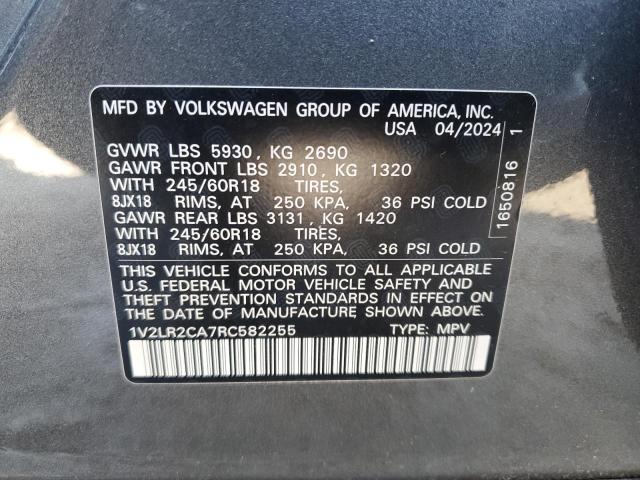 MFD BY VOLKSWAGEN GROUP OF AMERICA, INC.
USA 04/2024
GVWR LBS 5930, KG 2690
GAWR FRONT LBS 2910, KG 1320
WITH 245/60R18 TIRES,
8JX18 RIMS, AT 250 KPA, 36 PSI COLD
GAWR REAR LBS 3131, KG 1420
WITH 245/60R18 TIRES,
8JX18 RIMS, AT 250 KPA, 36 PSI COLD
THIS VEHICLE CONFORMS TO ALL APPLICABLE
U.S. FEDERAL MOTOR VEHICLE SAFETY AND
THEFT PREVENTION STANDARDS IN EFFECT ON
THE DATE OF MANUFACTURE, SHOWN ABOVE.
1V2LR2CA7RC582255 TYPE: MPV
1650816 1